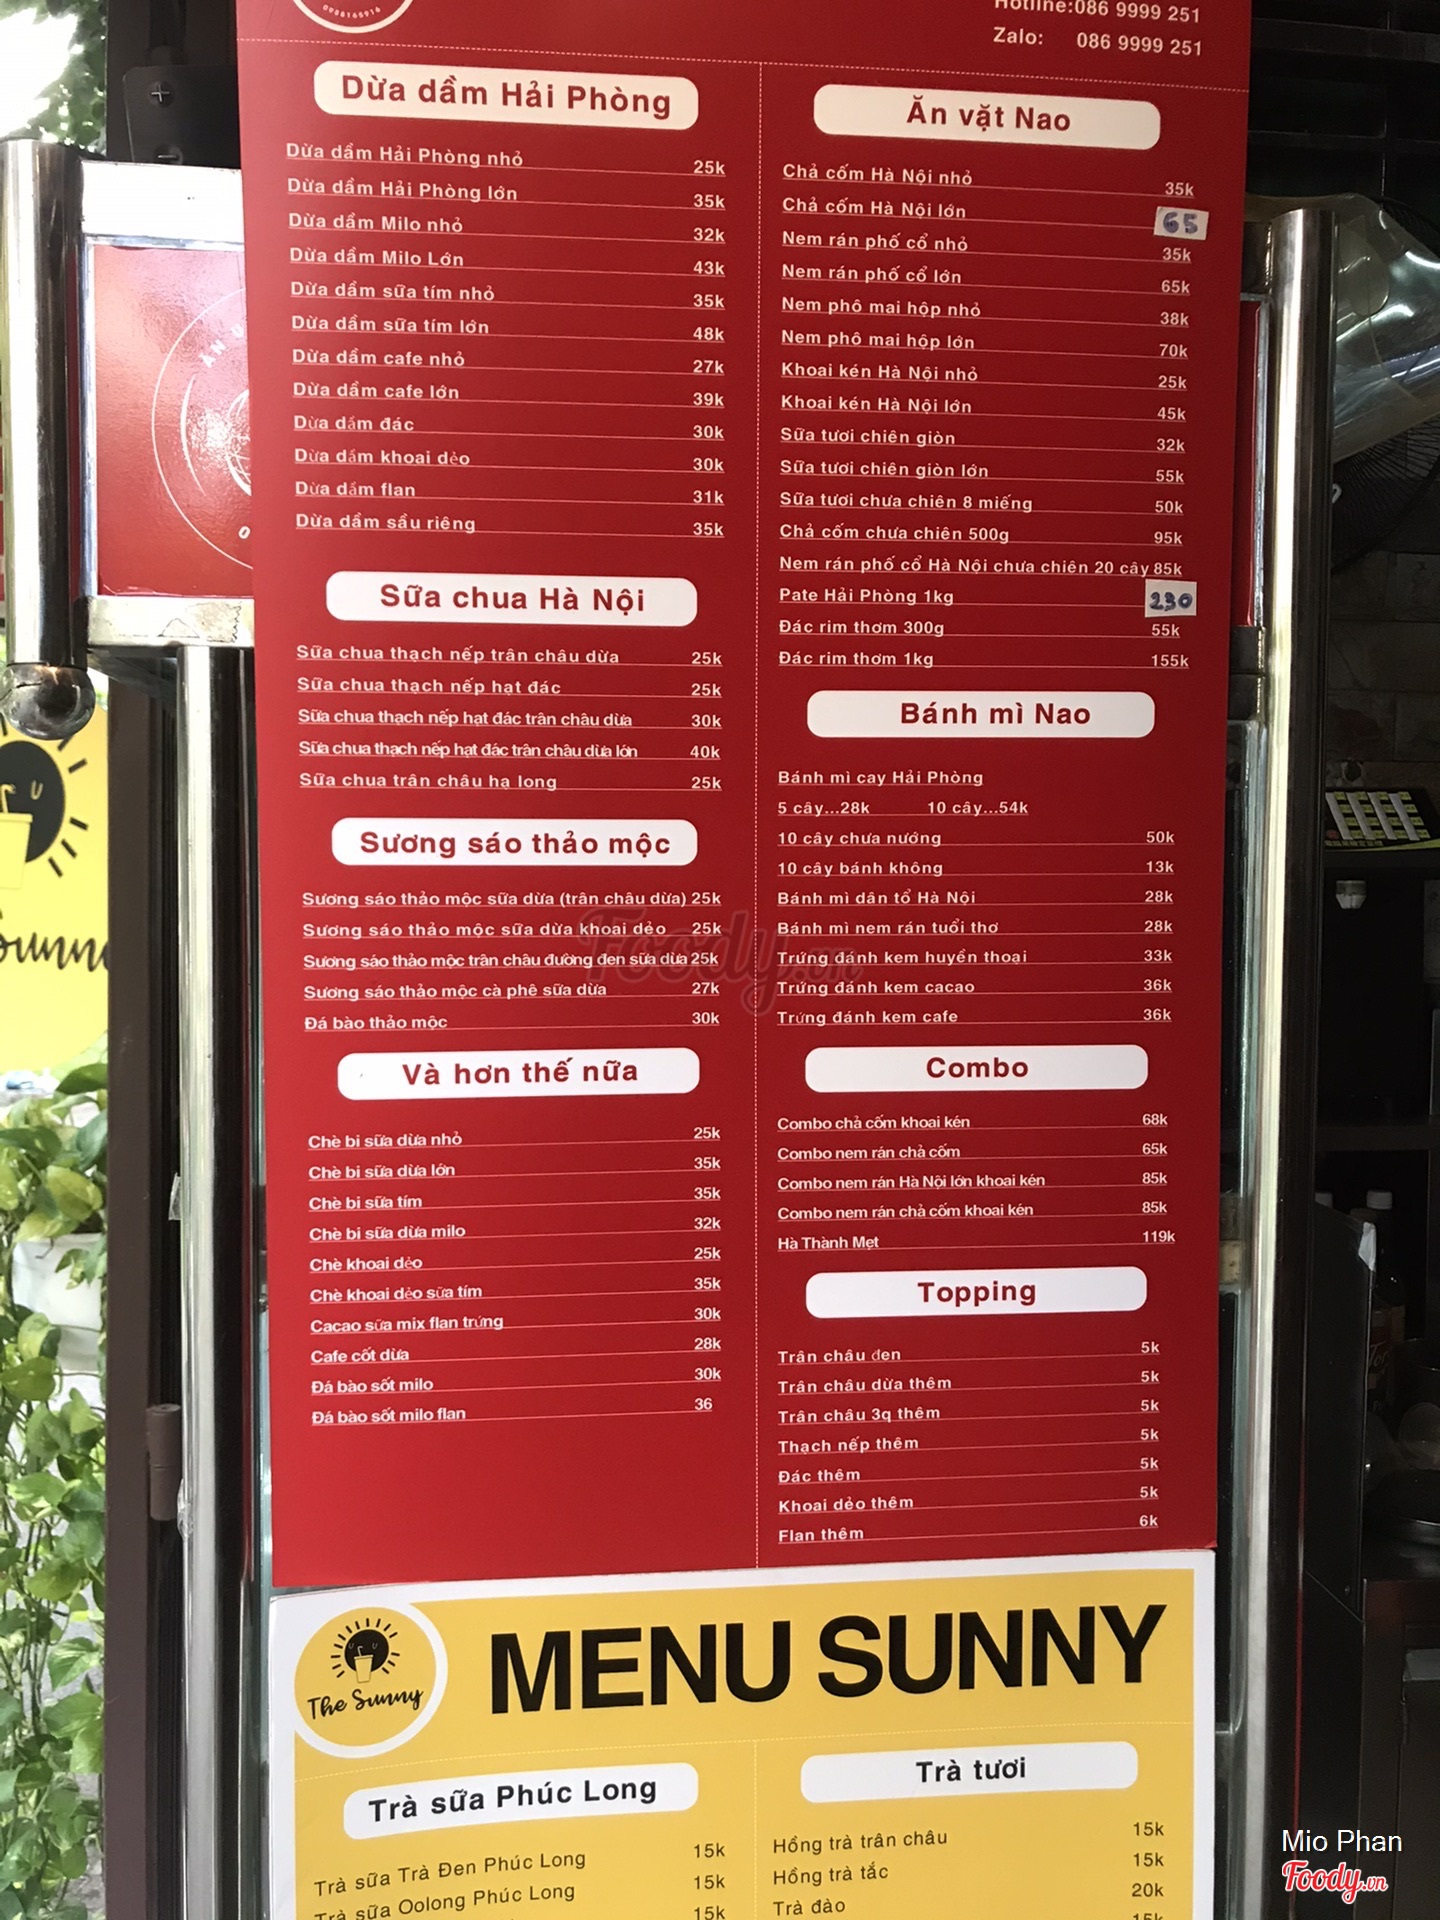 0986165916
Hotline:086 9999 251
Zalo: 086 9999 251
Dừa dầm Hải Phòng
Dừa dầm Hải Phòng nhỏ 25k
Dừa dầm Hải Phòng lớn 35k
Dừa dầm Milo nhỏ 32k
Dừa dầm Milo Lớn 43k
Dừa dầm sữa tím nhỏ 35k
Dừa dầm sữa tím lớn 48k
Dừa dầm cafe nhỏ 27k
Dừa dầm cafe lớn 39k
Dừa dầm đác 30k
Dừa dầm khoai dẻo 30k
Dừa dầm flan 31k
Dừa dầm sầu riêng 35k
Sữa chua Hà Nội
Sữa chua thạch nếp trân châu dừa 25k
Sữa chua thạch nếp hạt đác 25k
Sữa chua thạch nếp hạt đác trân châu dừa 30k
Sữa chua thạch nếp hạt đác trân châu dừa lớn 40k
Sữa chua trân châu hạ long 25k
Sương sáo thảo mộc
Sương sáo thảo mộc sữa dừa (trân châu dừa) 25k
Sương sáo thảo mộc sữa dừa khoai dẻo 25k
Sương sáo thảo mộc trân châu đường đen sữa dừa 25k
Sương sáo thảo mộc cà phê sữa dừa 27k
Đá bào thảo mộc 30k
Và hơn thế nữa
Chè bi sữa dừa nhỏ 25k
Chè bi sữa dừa lớn 35k
Chè bi sữa tím 35k
Chè bi sữa dừa milo 32k
Chè khoai dẻo 25k
Chè khoai dẻo sữa tím 35k
Cacao sữa mix flan trứng 30k
Cafe cốt dừa 28k
Đá bào sốt milo 30k
Đá bào sốt milo flan 36
Ăn vặt Nao
Chả cốm Hà Nội nhỏ 35k
Chả cốm Hà Nội lớn 65
Nem rán phố cổ nhỏ 35k
Nem rán phố cổ lớn 65k
Nem phô mai hộp nhỏ 38k
Nem phô mai hộp lớn 70k
Khoai kén Hà Nội nhỏ 25k
Khoai kén Hà Nội lớn 45k
Sữa tươi chiên giòn 32k
Sữa tươi chiên giòn lớn 55k
Sữa tươi chưa chiên 8 miếng 50k
Chả cốm chưa chiên 500g 95k
Nem rán phố cổ Hà Nội chưa chiên 20 cây 85k
Pate Hải Phòng 1kg 230
Đác rim thơm 300g 55k
Đác rim thơm 1kg 155k
Bánh mì Nao
Bánh mì cay Hải Phòng
5 cây...28k 10 cây...54k
10 cây chưa nướng 50k
10 cây bánh không 13k
Bánh mì dân tổ Hà Nội 28k
Bánh mì nem rán tuổi thơ 28k
Trứng đánh kem huyền thoại 33k
Trứng đánh kem cacao 36k
Trứng đánh kem cafe 36k
Combo
Combo chả cốm khoai kén 68k
Combo nem rán chả cốm 65k
Combo nem rán Hà Nội lớn khoai kén 85k
Combo nem rán chả cốm khoai kén 85k
Hà Thành Mẹt 119k
Topping
Trân châu đen 5k
Trân châu dừa thêm 5k
Trân châu 3q thêm 5k
Thạch nếp thêm 5k
Đác thêm 5k
Khoai dẻo thêm 5k
Flan thêm 6k
Foody.vn
The Sunny
MENU SUNNY
Trà sữa Phúc Long
Trà sữa Trà Đen Phúc Long 15k
Trà sữa Oolong Phúc Long 15k
15k
Trà tươi
Hồng trà trân châu 15k
Hồng trà tắc 15k
Trà đào 20k
15k
Mio Phan
Foody.vn